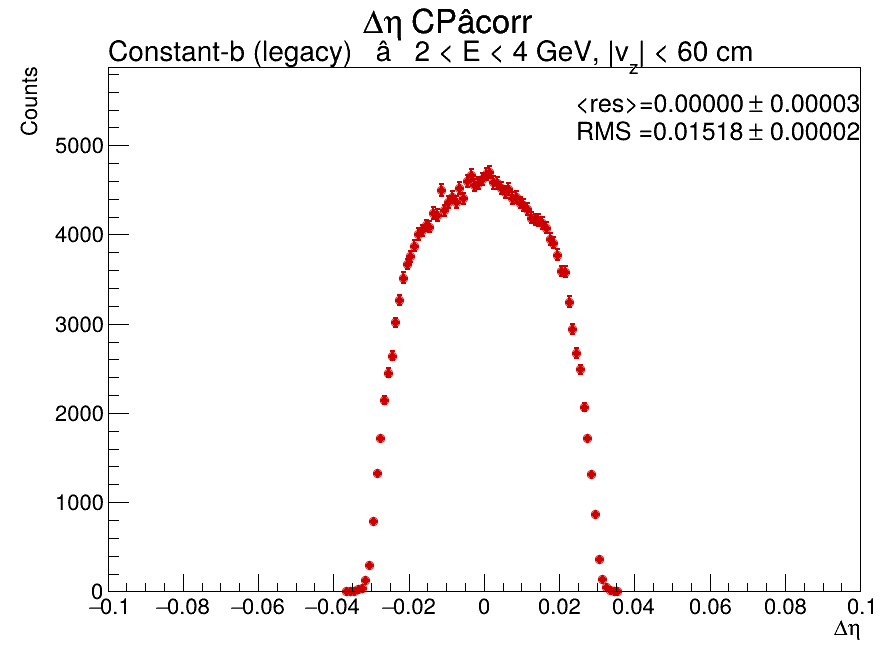 Δη CPâcorr
Constant-b (legacy) â 2 < E < 4 GeV, |v_z| < 60 cm
<res>=0.00000 ± 0.00003
RMS =0.01518 ± 0.00002
Counts
5000
4000
3000
2000
1000
0
−0.1 −0.08 −0.06 −0.04 −0.02 0 0.02 0.04 0.06 0.08 0.1
Δη